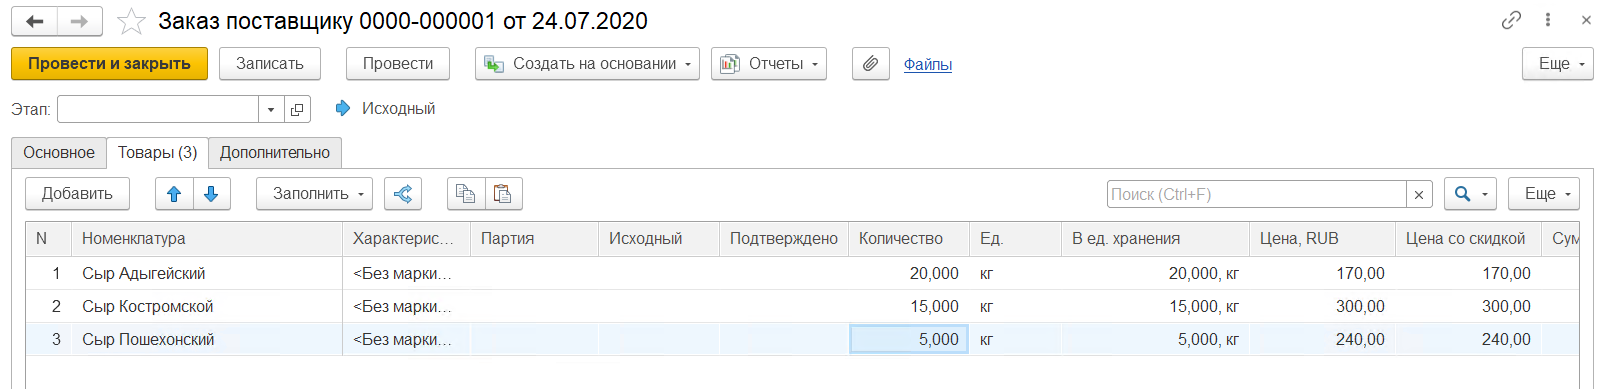 Заказ поставщику 0000-000001 от 24.07.2020
Провести и закрыть Записать Провести Создать на основании Отчеты Файлы Еще
Этап: Исходный
Основное Товары (3) Дополнительно
Добавить Заполнить Поиск (Ctrl+F) × Еще
N Номенклатура Характерис... Партия Исходный Подтверждено Количество Ед. В ед. хранения Цена, RUB Цена со скидкой Сум
1 Сыр Адыгейский <Без марки... 20,000 кг 20,000, кг 170,00 170,00
2 Сыр Костромской <Без марки... 15,000 кг 15,000, кг 300,00 300,00
3 Сыр Пошехонский <Без марки... 5,000 кг 5,000, кг 240,00 240,00